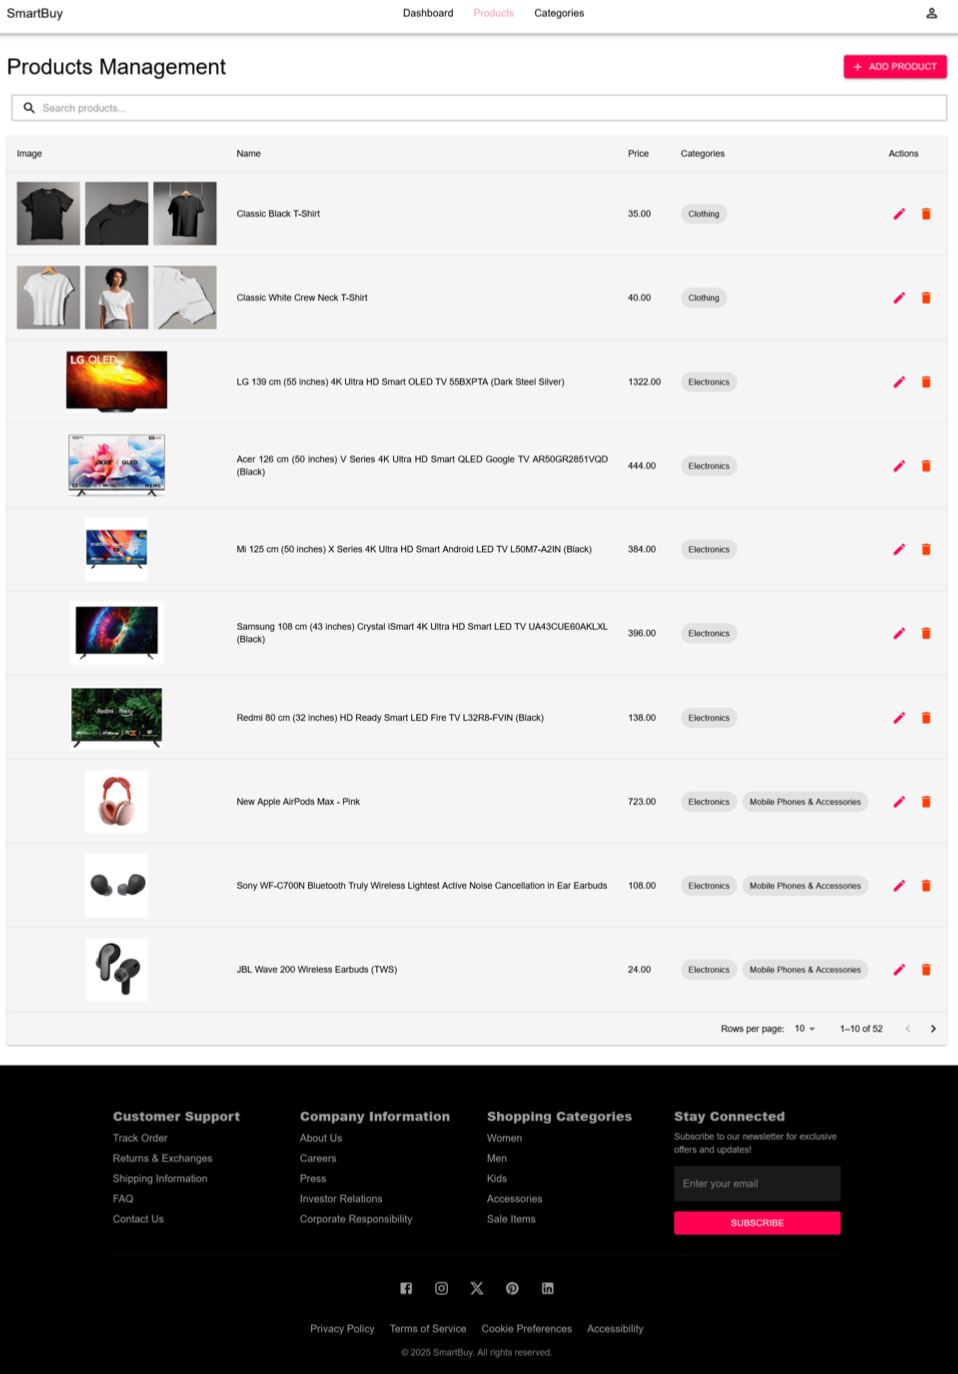 SmartBuy
Dashboard Products Categories
Products Management
+ ADD PRODUCT
Search products...
Image Name Price Categories Actions
Classic Black T-Shirt 35.00 Clothing
Classic White Crew Neck T-Shirt 40.00 Clothing
LG OLED
LG 139 cm (55 inches) 4K Ultra HD Smart OLED TV 55BXPTA (Dark Steel Silver) 1322.00 Electronics
acer QLED
Acer 126 cm (50 inches) V Series 4K Ultra HD Smart QLED Google TV AR50GR2851VQD
(Black)
444.00 Electronics
Mi 125 cm (50 inches) X Series 4K Ultra HD Smart Android LED TV L50M7-A2IN (Black) 384.00 Electronics
Samsung 108 cm (43 inches) Crystal iSmart 4K Ultra HD Smart LED TV UA43CUE60AKLXL
(Black)
396.00 Electronics
Redmi
Redmi 80 cm (32 inches) HD Ready Smart LED Fire TV L32R8-FVIN (Black) 138.00 Electronics
New Apple AirPods Max - Pink 723.00 Electronics Mobile Phones & Accessories
Sony WF-C700N Bluetooth Truly Wireless Lightest Active Noise Cancellation in Ear Earbuds 108.00 Electronics Mobile Phones & Accessories
JBL Wave 200 Wireless Earbuds (TWS) 24.00 Electronics Mobile Phones & Accessories
Rows per page: 10 1–10 of 52
Customer Support
Track Order
Returns & Exchanges
Shipping Information
FAQ
Contact Us
Company Information
About Us
Careers
Press
Investor Relations
Corporate Responsibility
Shopping Categories
Women
Men
Kids
Accessories
Sale Items
Stay Connected
Subscribe to our newsletter for exclusive
offers and updates!
Enter your email
SUBSCRIBE
Privacy Policy Terms of Service Cookie Preferences Accessibility
© 2025 SmartBuy. All rights reserved.